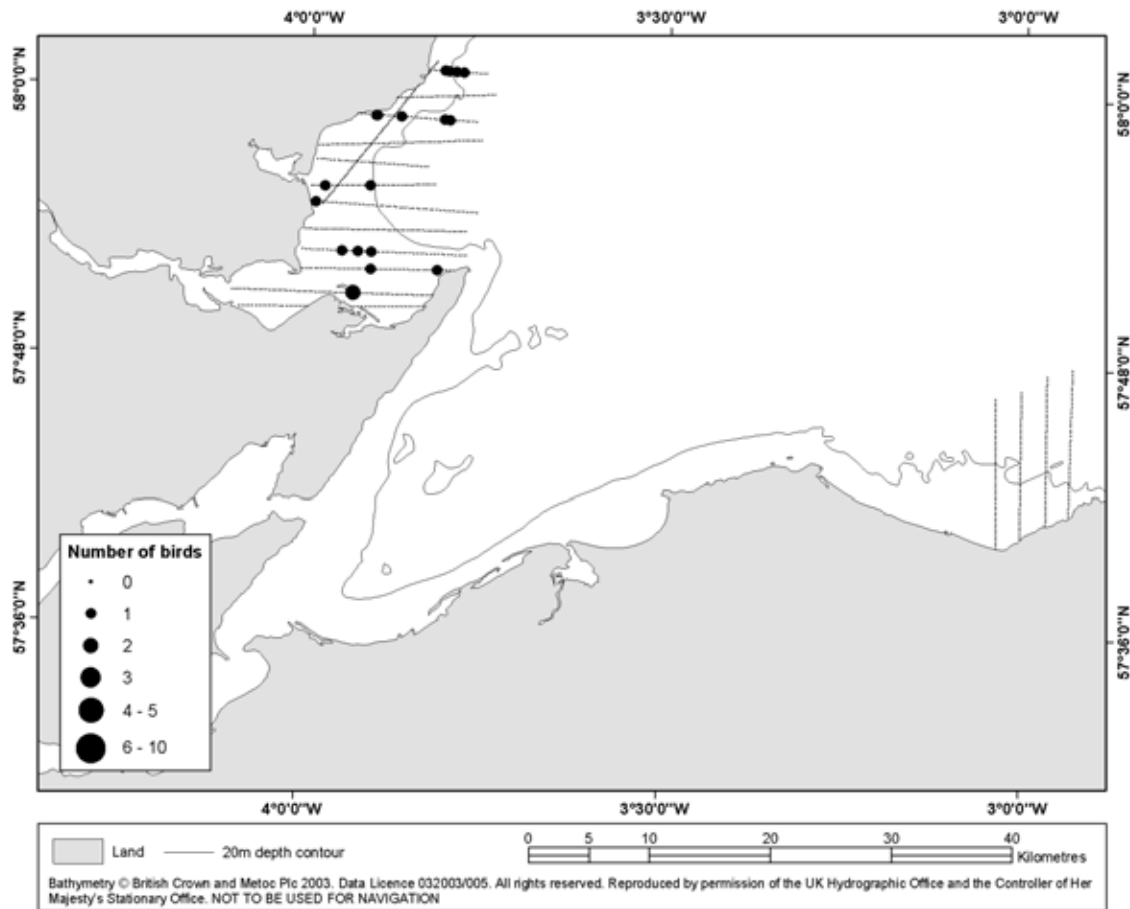 4°0'0"W 3°30'0"W 3°0'0"W
58°0'0"N 58°0'0"N
57°48'0"N 57°48'0"N
57°36'0"N 57°36'0"N
Number of birds
0
1
2
3
4 - 5
6 - 10
4°0'0"W 3°30'0"W 3°0'0"W
0 5 10 20 30 40
Land 20m depth contour Kilometres
Bathymetry © British Crown and Metoc Plc 2003. Data Licence 032003/005. All rights reserved. Reproduced by permission of the UK Hydrographic Office and the Controller of Her
Majesty's Stationary Office. NOT TO BE USED FOR NAVIGATION